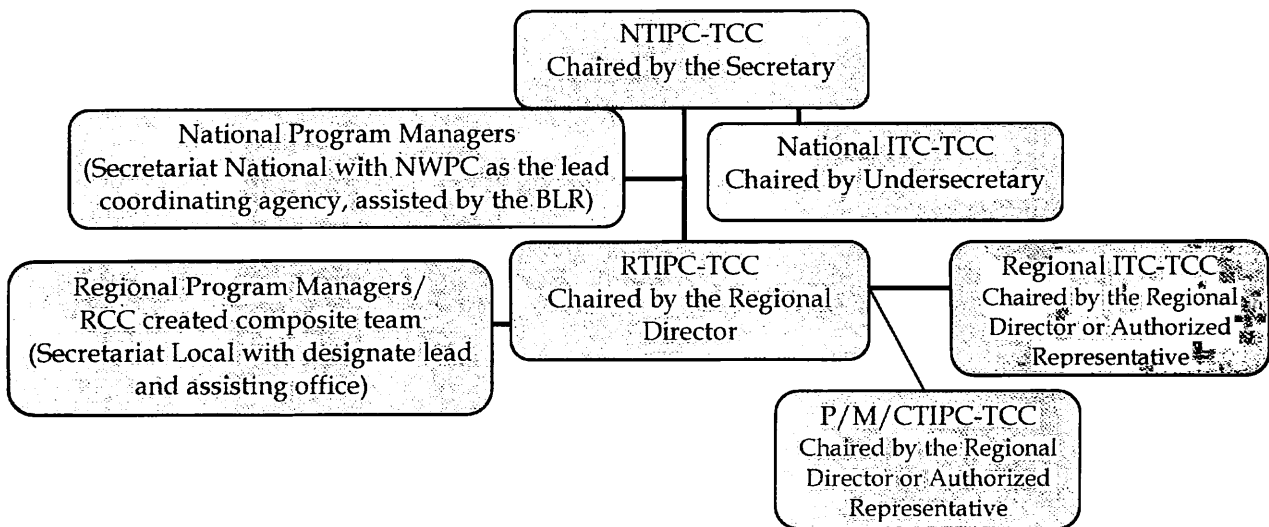 NTIPC-TCC
Chaired by the Secretary
National Program Managers
(Secretariat National with NWPC as the lead
coordinating agency, assisted by the BLR)
National ITC-TCC
Chaired by Undersecretary
RTIPC-TCC
Chaired by the Regional
Director
Regional Program Managers/
RCC created composite team
(Secretariat Local with designate lead
and assisting office)
Regional ITC-TCC
Chaired by the Regional
Director or Authorized
Representative
P/M/CTIPC-TCC
Chaired by the Regional
Director or Authorized
Representative